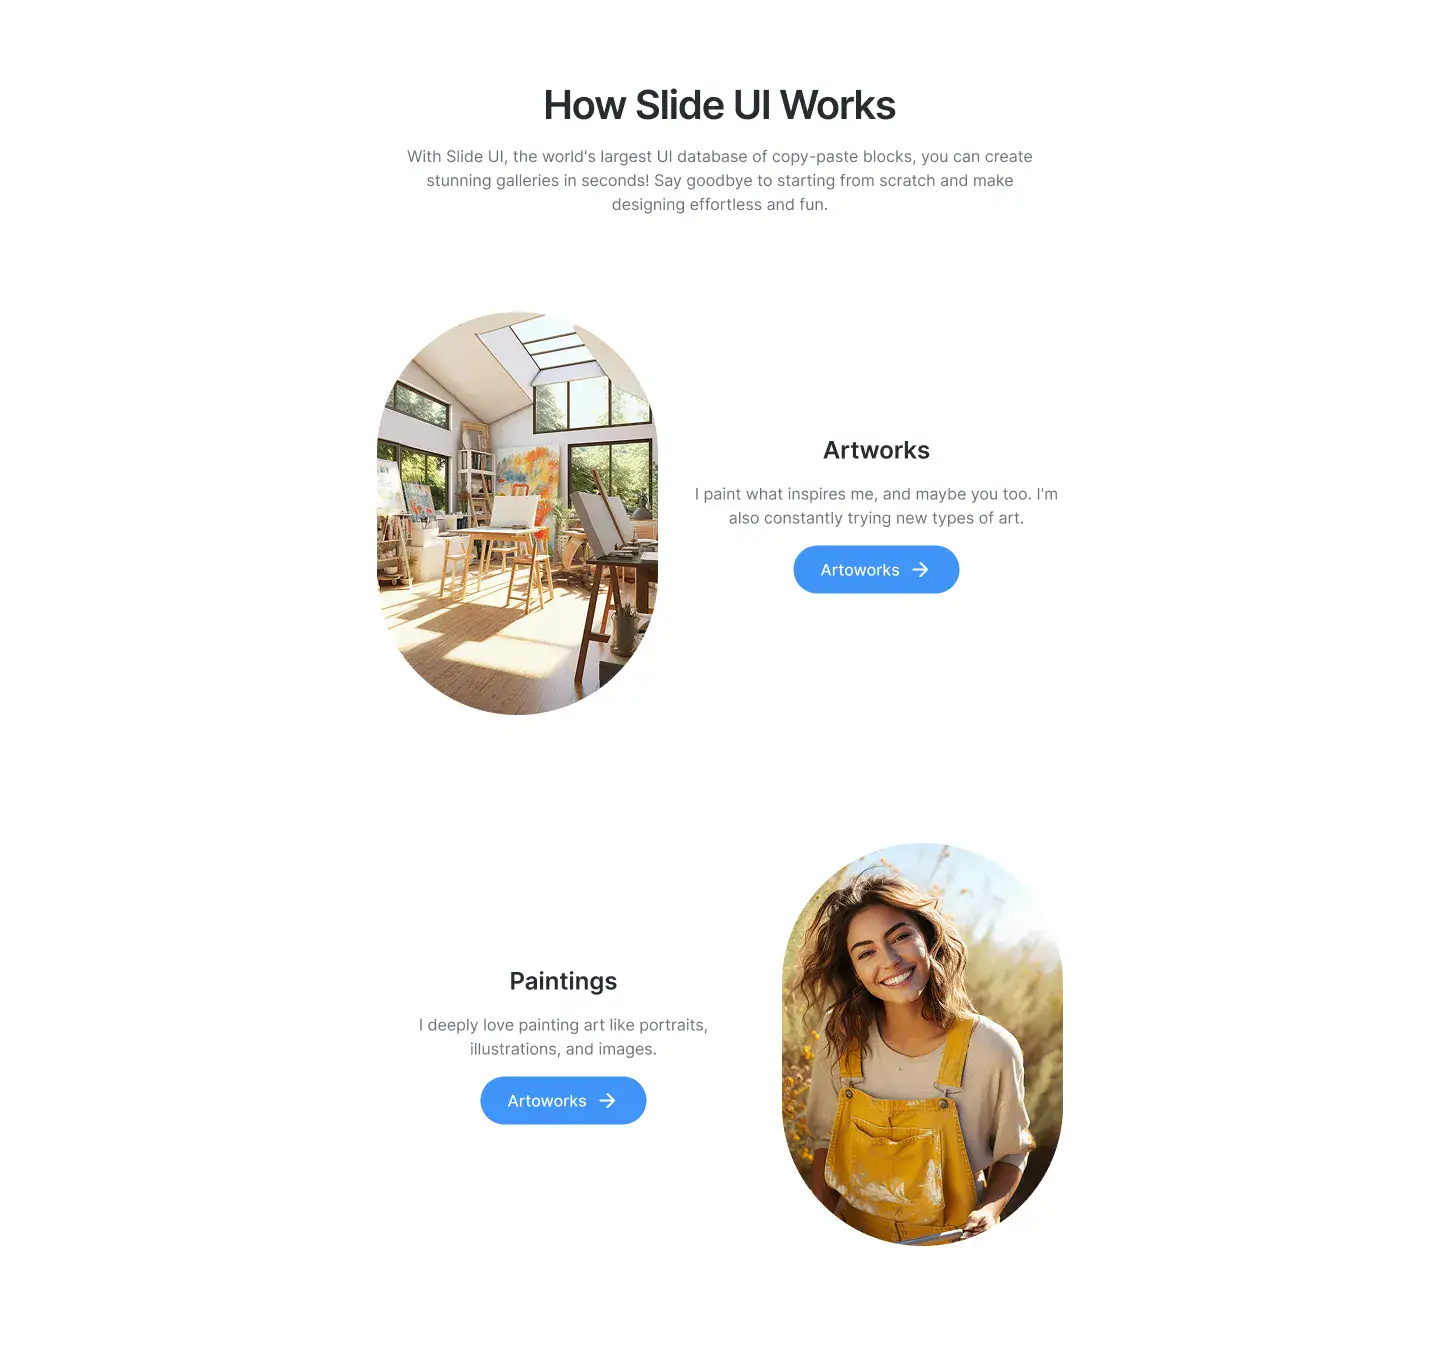 How Slide UI Works
With Slide UI, the world's largest UI database of copy-paste blocks, you can create
stunning galleries in seconds! Say goodbye to starting from scratch and make
designing effortless and fun.
Artworks
I paint what inspires me, and maybe you too. I'm
also constantly trying new types of art.
Artoworks
Paintings
I deeply love painting art like portraits,
illustrations, and images.
Artoworks